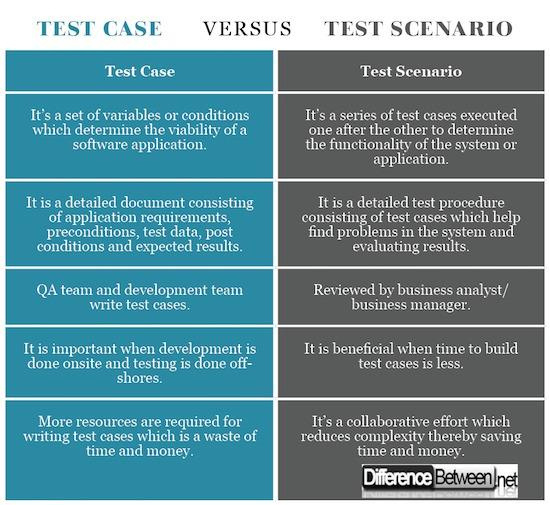 TEST CASE VERSUS TEST SCENARIO
Test Case
Test Scenario
It's a set of variables or conditions
which determine the viability of a
software application.
It's a series of test cases executed
one after the other to determine
the functionality of the system or
application.
It is a detailed document consisting
of application requirements,
preconditions, test data, post
conditions and expected results.
It is a detailed test procedure
consisting of test cases which help
find problems in the system and
evaluating results.
QA team and development team
write test cases.
Reviewed by business analyst/
business manager.
It is important when development is
done onsite and testing is done off-
shores.
It is beneficial when time to build
test cases is less.
More resources are required for
writing test cases which is a waste of
time and money.
It's a collaborative effort which
reduces complexity thereby saving
time and money.
Difference Between.net